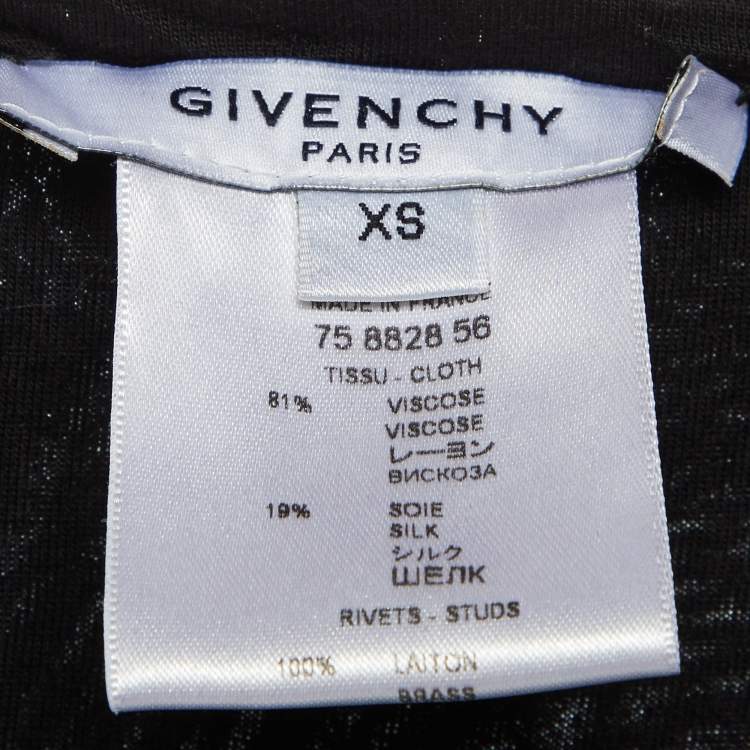 GIVENCHY
PARIS
XS
MADE IN FRANCE
75 8828 56
TISSU - CLOTH
81% VISCOSE
VISCOSE
レーヨン
ВИСКОЗА
19% SOIE
SILK
シルク
ШЕЛК
RIVETS - STUDS
100% LAITON
BRASS